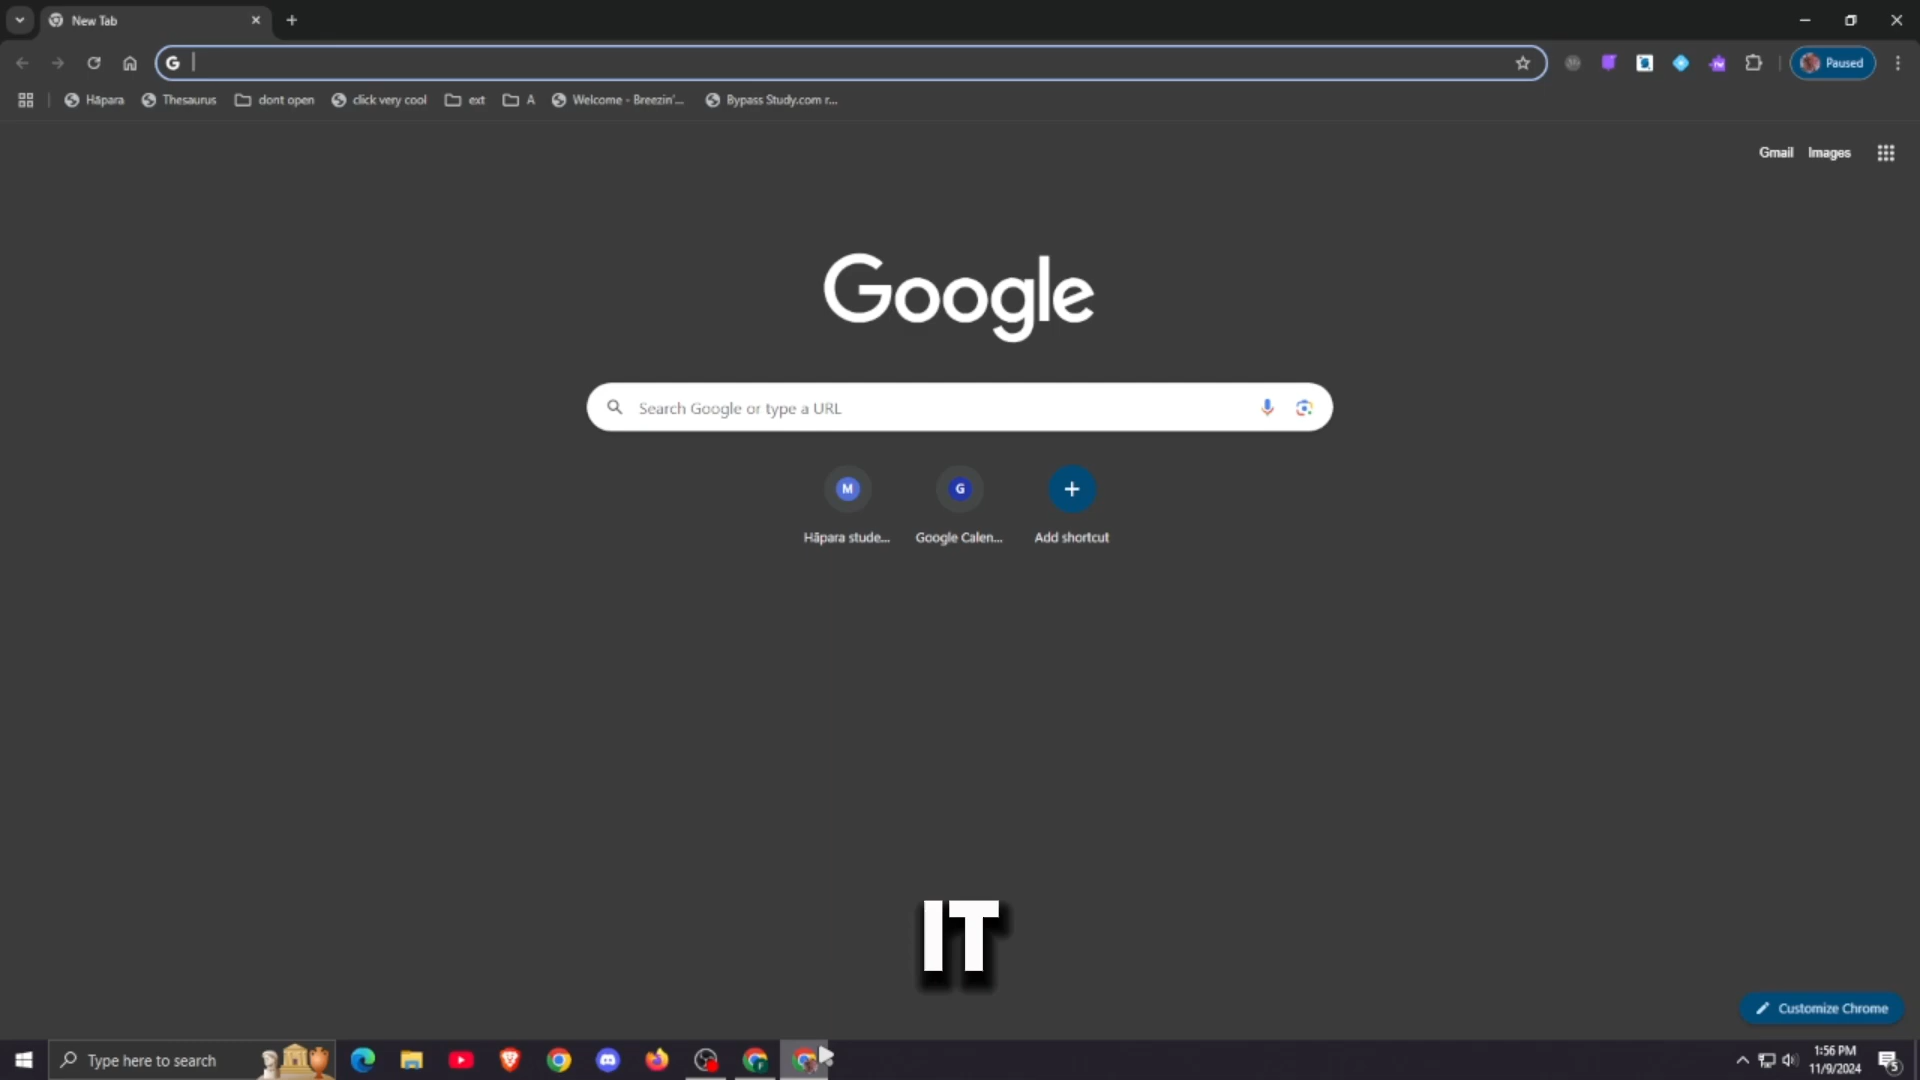 New Tab
G
Paused
Hāpara
Thesaurus
dont open
click very cool
ext
A
Welcome - Breezin'...
Bypass Study.com r...
Gmail
Images
Google
Search Google or type a URL
M
G
Hāpara stude...
Google Calen...
Add shortcut
IT
Customize Chrome
Type here to search
1:56 PM
11/9/2024
5